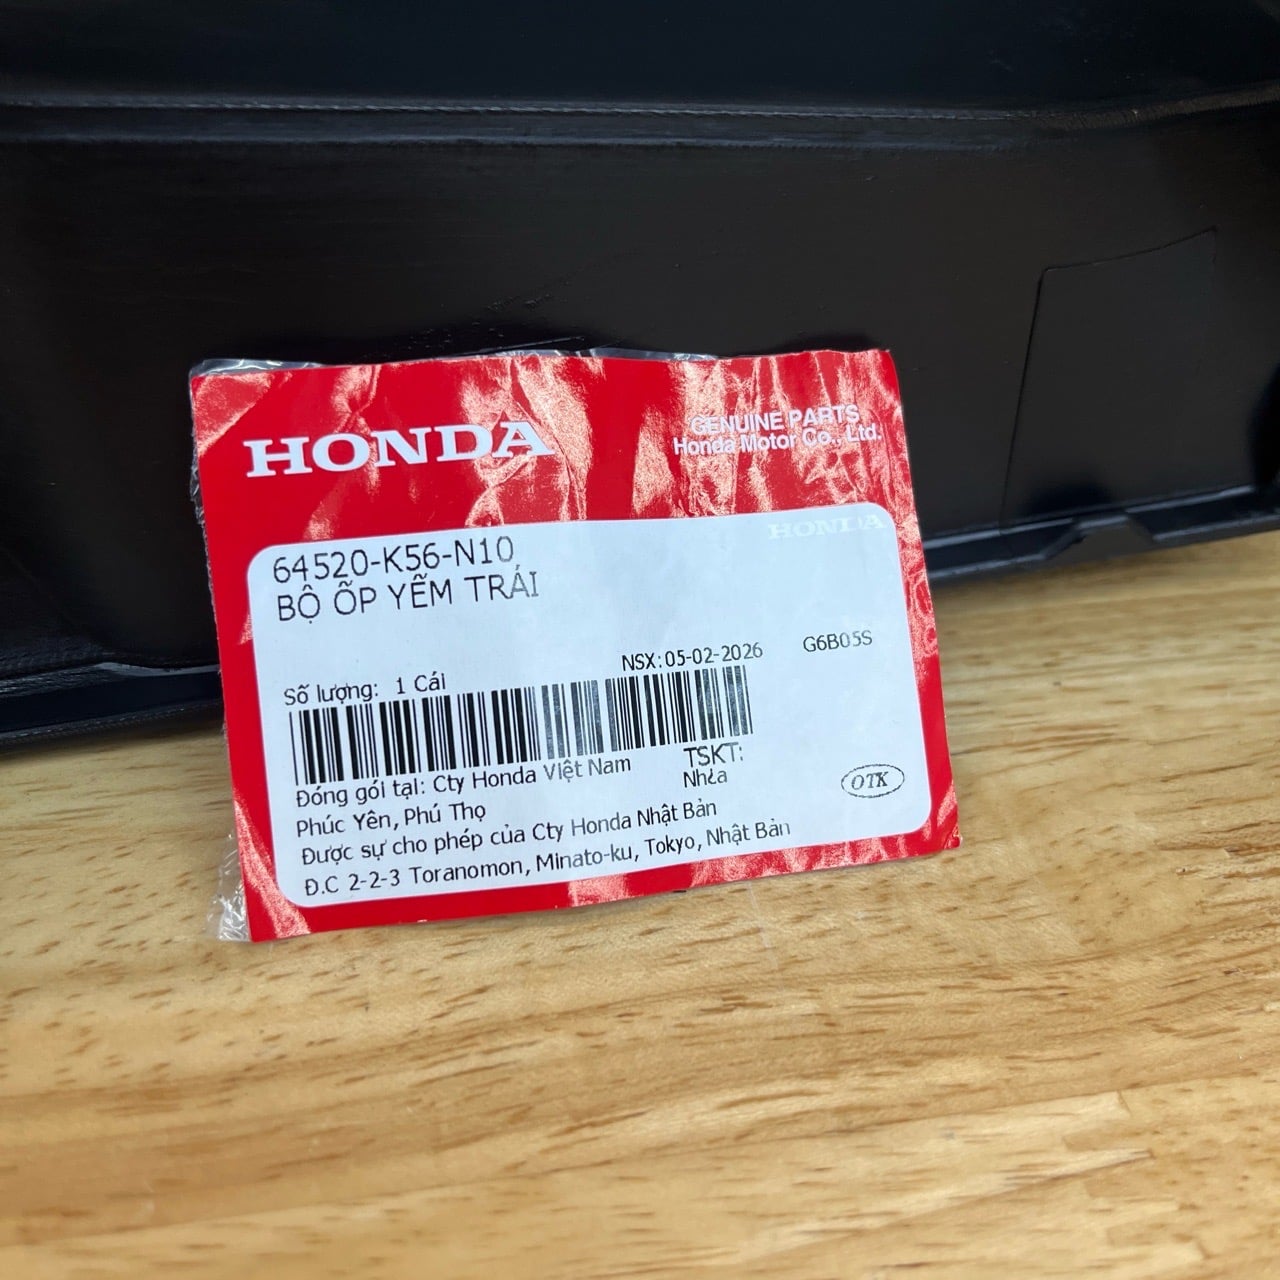 HONDA
GENUINE PARTS
Honda Motor Co., Ltd.
HONDA
64520-K56-N10
BỘ ỐP YẾM TRÁI
NSX: 05-02-2026
G6B05S
Số lượng: 1 Cái
TSKT:
Nhựa
Đóng gói tại: Cty Honda Việt Nam
Phúc Yên, Phú Thọ
Được sự cho phép của Cty Honda Nhật Bản
Đ.C 2-2-3 Toranomon, Minato-ku, Tokyo, Nhật Bản
OTK